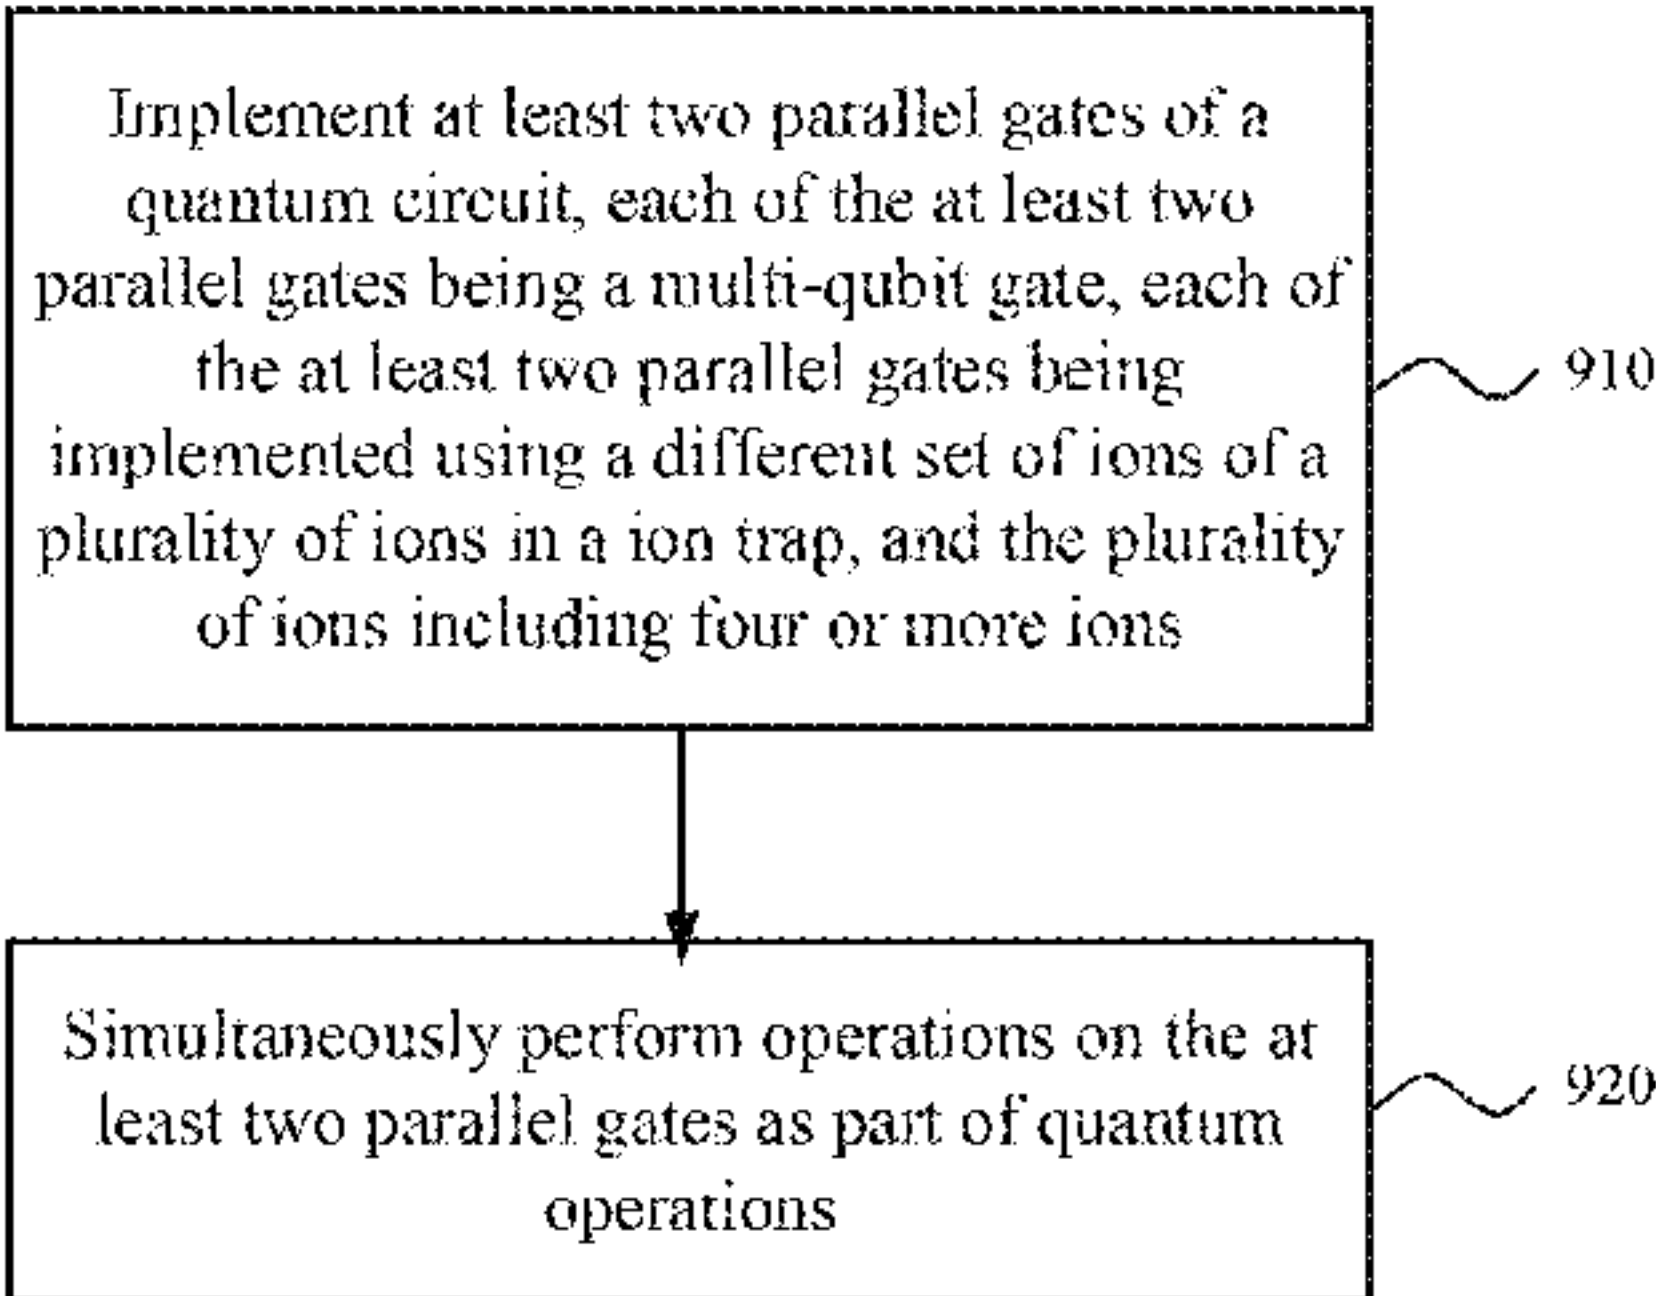 Implement at least two parallel gates of a
quantum circuit, each of the at least two
parallel gates being a multi-qubit gate, each of
the at least two parallel gates being
implemented using a different set of ions of a
plurality of ions in a ion trap, and the plurality
of ions including four or more ions
910
Simultaneously perform operations on the at
least two parallel gates as part of quantum
operations
920